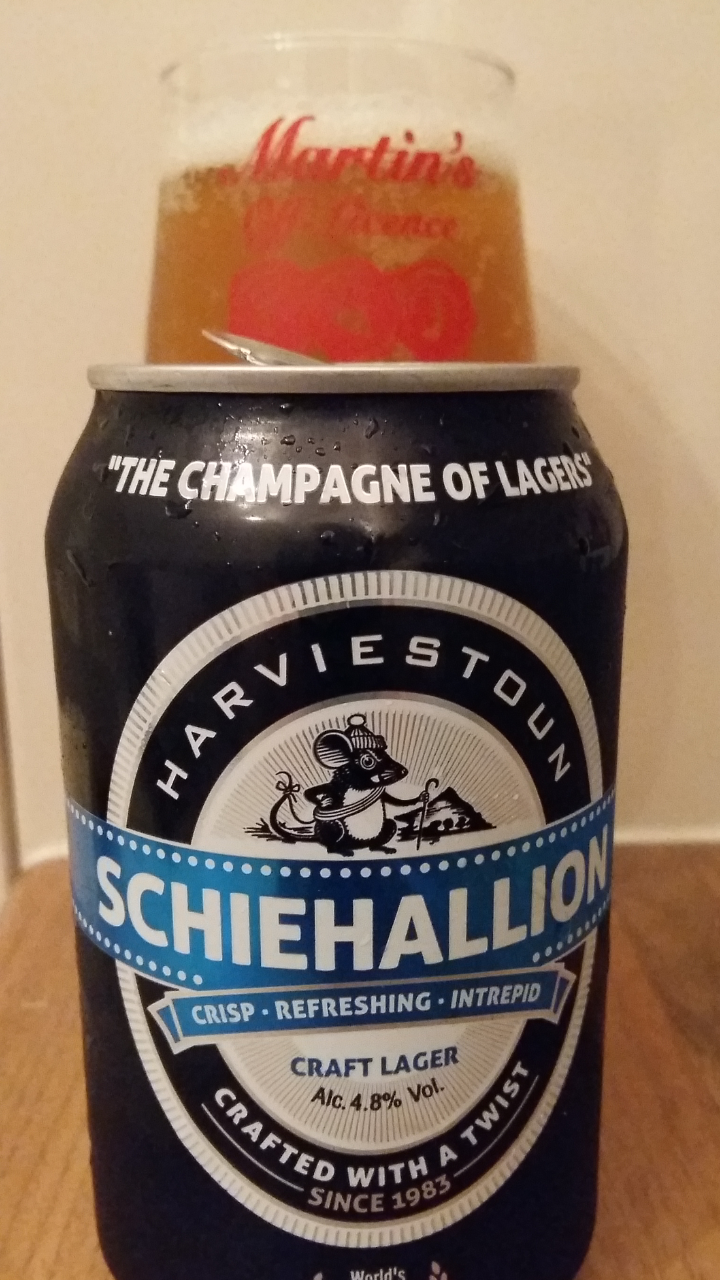 Martin's
Off Licence
"THE CHAMPAGNE OF LAGERS"
HARVIESTOUN
SCHIEHALLION
CRISP · REFRESHING · INTREPID
CRAFT LAGER
Alc. 4.8% Vol.
CRAFTED WITH A TWIST
SINCE 1983
World's